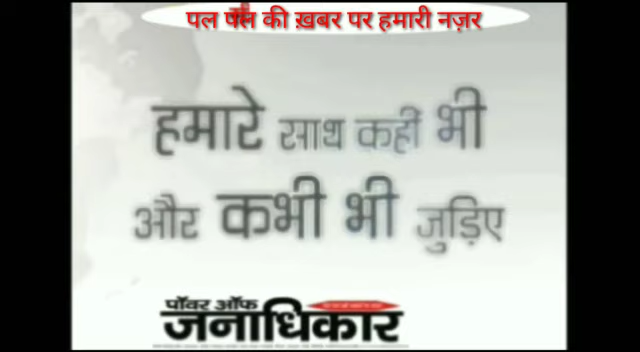 पल पल की ख़बर पर हमारी नज़र
हमारे साथ कहीं भी
और कभी भी जुड़िए
पॉवर ऑफ
जनाधिकार